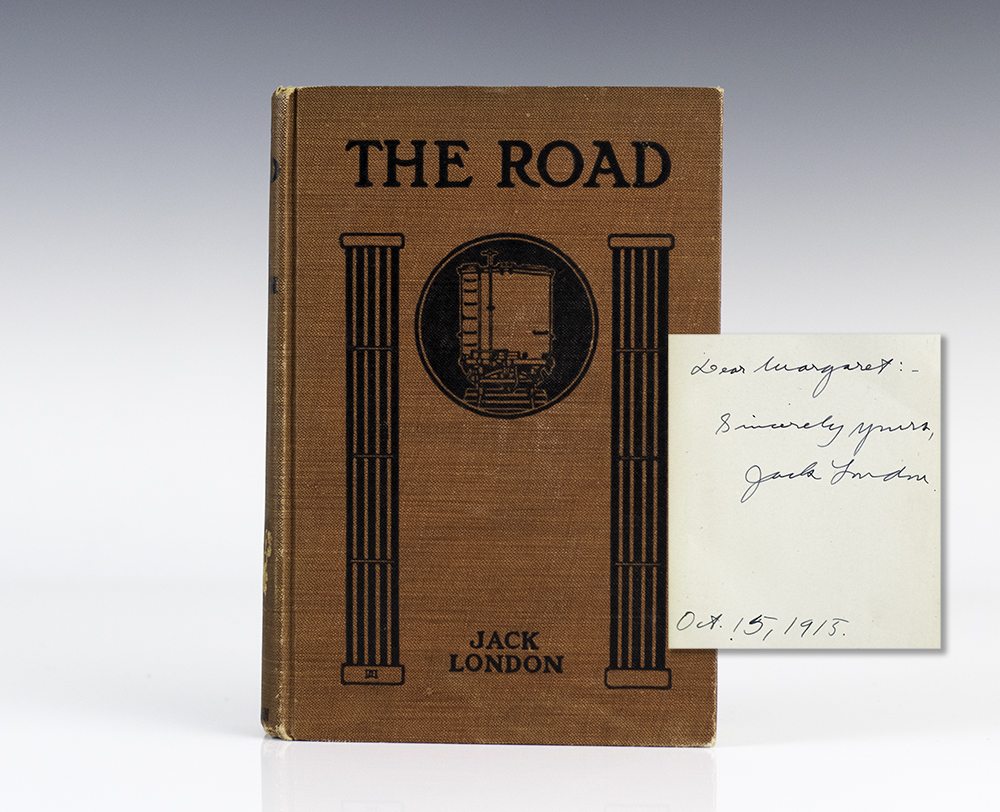 THE ROAD
JACK
LONDON
Dear Margaret:-
Sincerely yours,
Jack London.
Oct. 15, 1915.